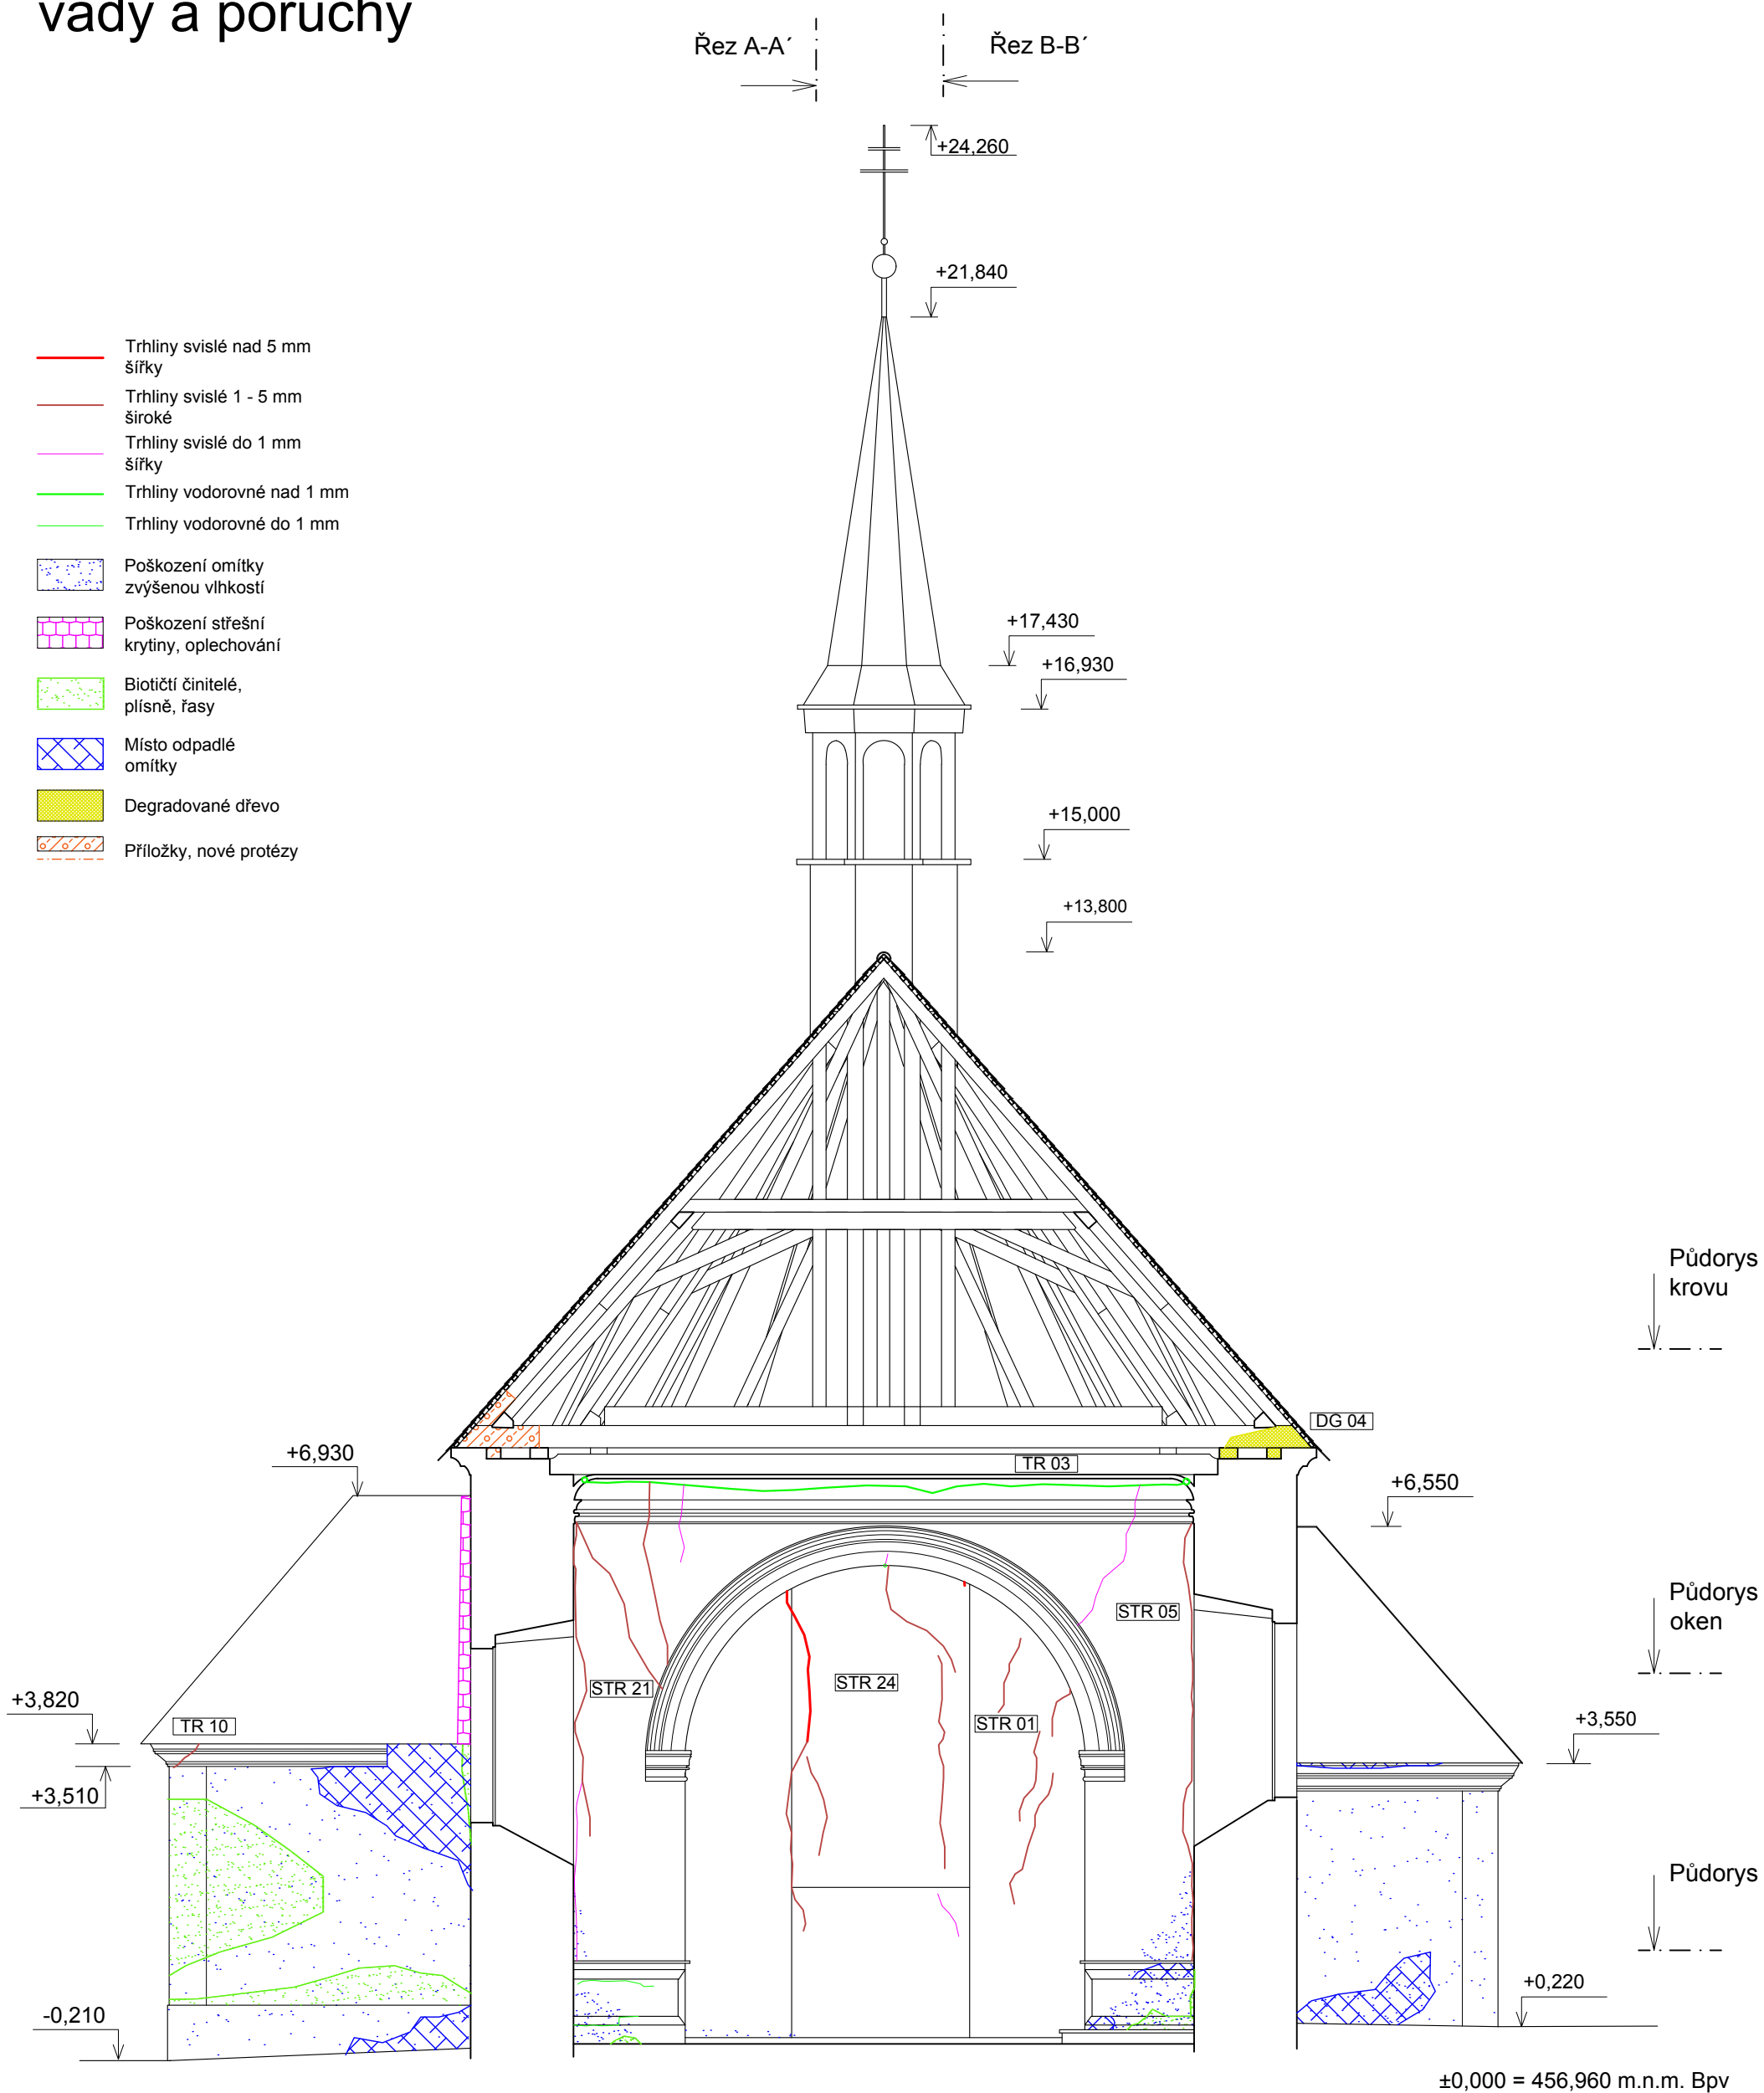 vady a poruchy
Řez A-A´
Řez B-B´
+24,260
+21,840
Trhliny svislé nad 5 mm
šířky
Trhliny svislé 1 - 5 mm
široké
Trhliny svislé do 1 mm
šířky
Trhliny vodorovné nad 1 mm
Trhliny vodorovné do 1 mm
Poškození omítky
zvýšenou vlhkostí
Poškození střešní
krytiny, oplechování
Biotičtí činitelé,
plísně, řasy
Místo odpadlé
omítky
Degradované dřevo
Příložky, nové protézy
+17,430
+16,930
+15,000
+13,800
Půdorys
krovu
DG 04
+6,930
TR 03
+6,550
Půdorys
oken
STR 05
STR 21
STR 24
+3,820
TR 10
STR 01
+3,550
+3,510
Půdorys
+0,220
-0,210
±0,000 = 456,960 m.n.m. Bpv